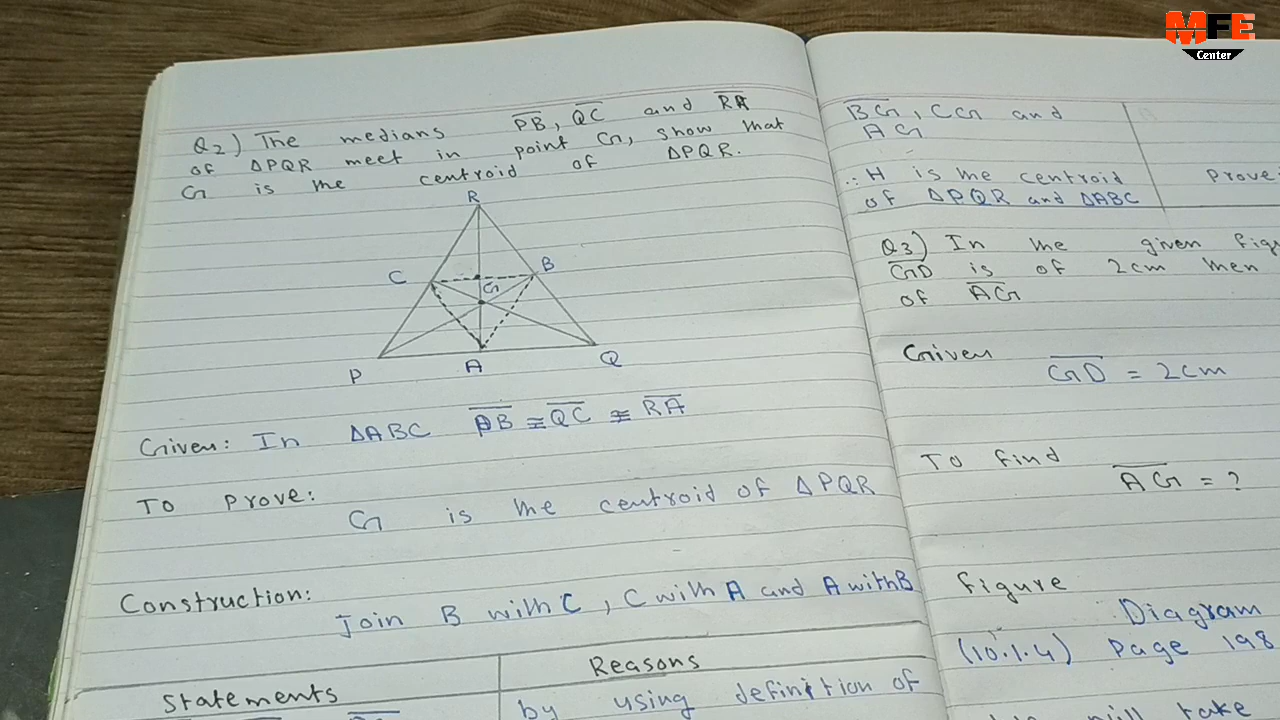 MFE
Center
Q2) The medians PB, QC and RA
of ΔPQR meet in point G, show that
G is the centroid of ΔPQR.
R
C
B
G
P
A
Q
Given: In ΔABC PB ≅ QC ≅ RA
To Prove:
G is the centroid of ΔPQR
Construction:
Join B with C, C with A and A with B
Statements
Reasons
by using definition of
BG, CG and
AG
∴ H is the centroid
of ΔPQR and ΔABC
Prove
Q3) In the given fig
GD is of 2cm then
of AG
Given
GD = 2cm
To find
AG = ?
figure
Diagram
(10.1.4) Page 198
will take